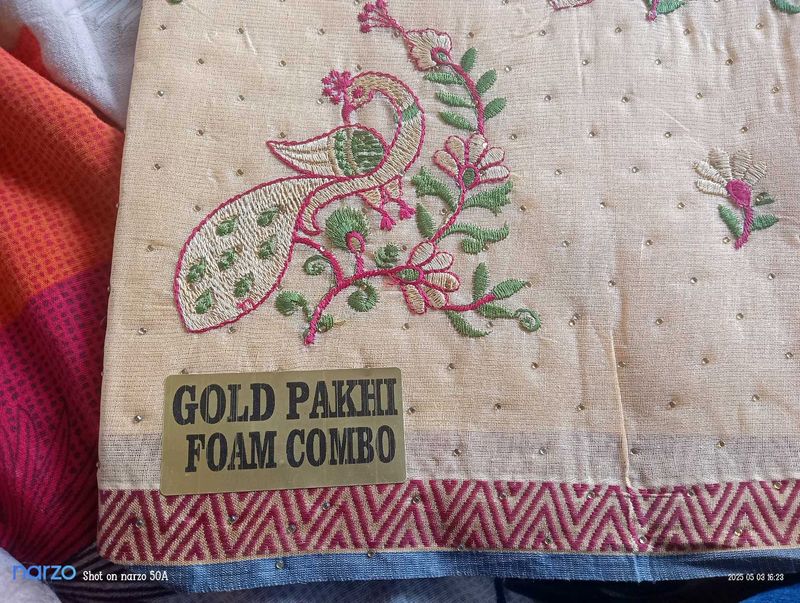 GOLD PAKHI
FOAM COMBO
narzo Shot on narzo 50A
2025 05 03 16:23